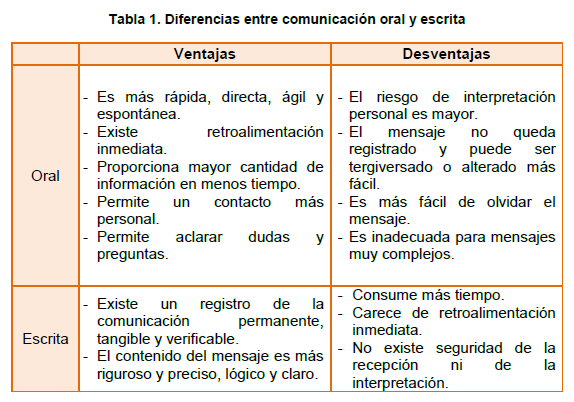 Tabla 1. Diferencias entre comunicación oral y escrita
Ventajas
Desventajas
Oral
- Es más rápida, directa, ágil y
espontánea.
- Existe retroalimentación
inmediata.
- Proporciona mayor cantidad de
información en menos tiempo.
- Permite un contacto más
personal.
- Permite aclarar dudas y
preguntas.
- El riesgo de interpretación
personal es mayor.
- El mensaje no queda
registrado y puede ser
tergiversado o alterado más
fácil.
- Es más fácil de olvidar el
mensaje.
- Es inadecuada para mensajes
muy complejos.
Escrita
- Existe un registro de la
comunicación permanente,
tangible y verificable.
- El contenido del mensaje es más
riguroso y preciso, lógico y claro.
- Consume más tiempo.
- Carece de retroalimentación
inmediata.
- No existe seguridad de la
recepción ni de la
interpretación.